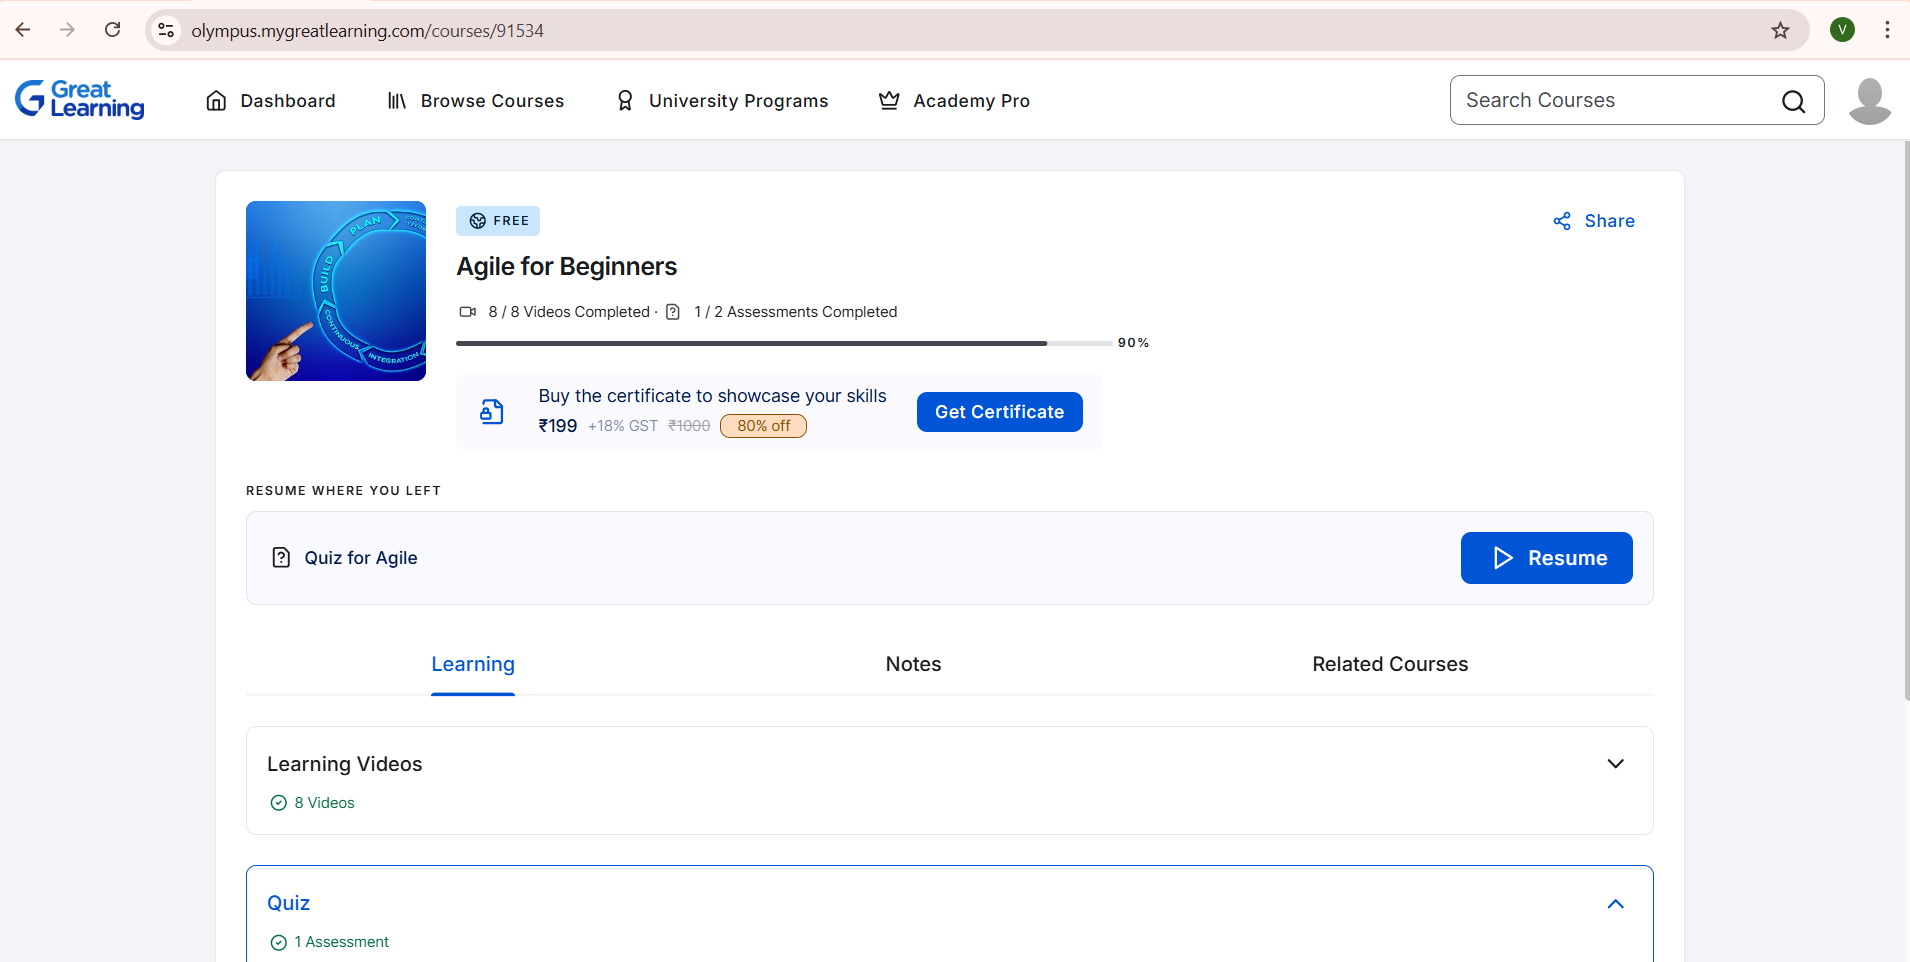 olympus.mygreatlearning.com/courses/91534
V
Great Learning
Dashboard
Browse Courses
University Programs
Academy Pro
Search Courses
PLAN
BUILD
CONTINUOUS
INTEGRATION
FREE
Share
Agile for Beginners
8 / 8 Videos Completed · 1 / 2 Assessments Completed
90%
Buy the certificate to showcase your skills
₹199 +18% GST ₹1000 80% off
Get Certificate
RESUME WHERE YOU LEFT
Quiz for Agile
Resume
Learning
Notes
Related Courses
Learning Videos
8 Videos
Quiz
1 Assessment